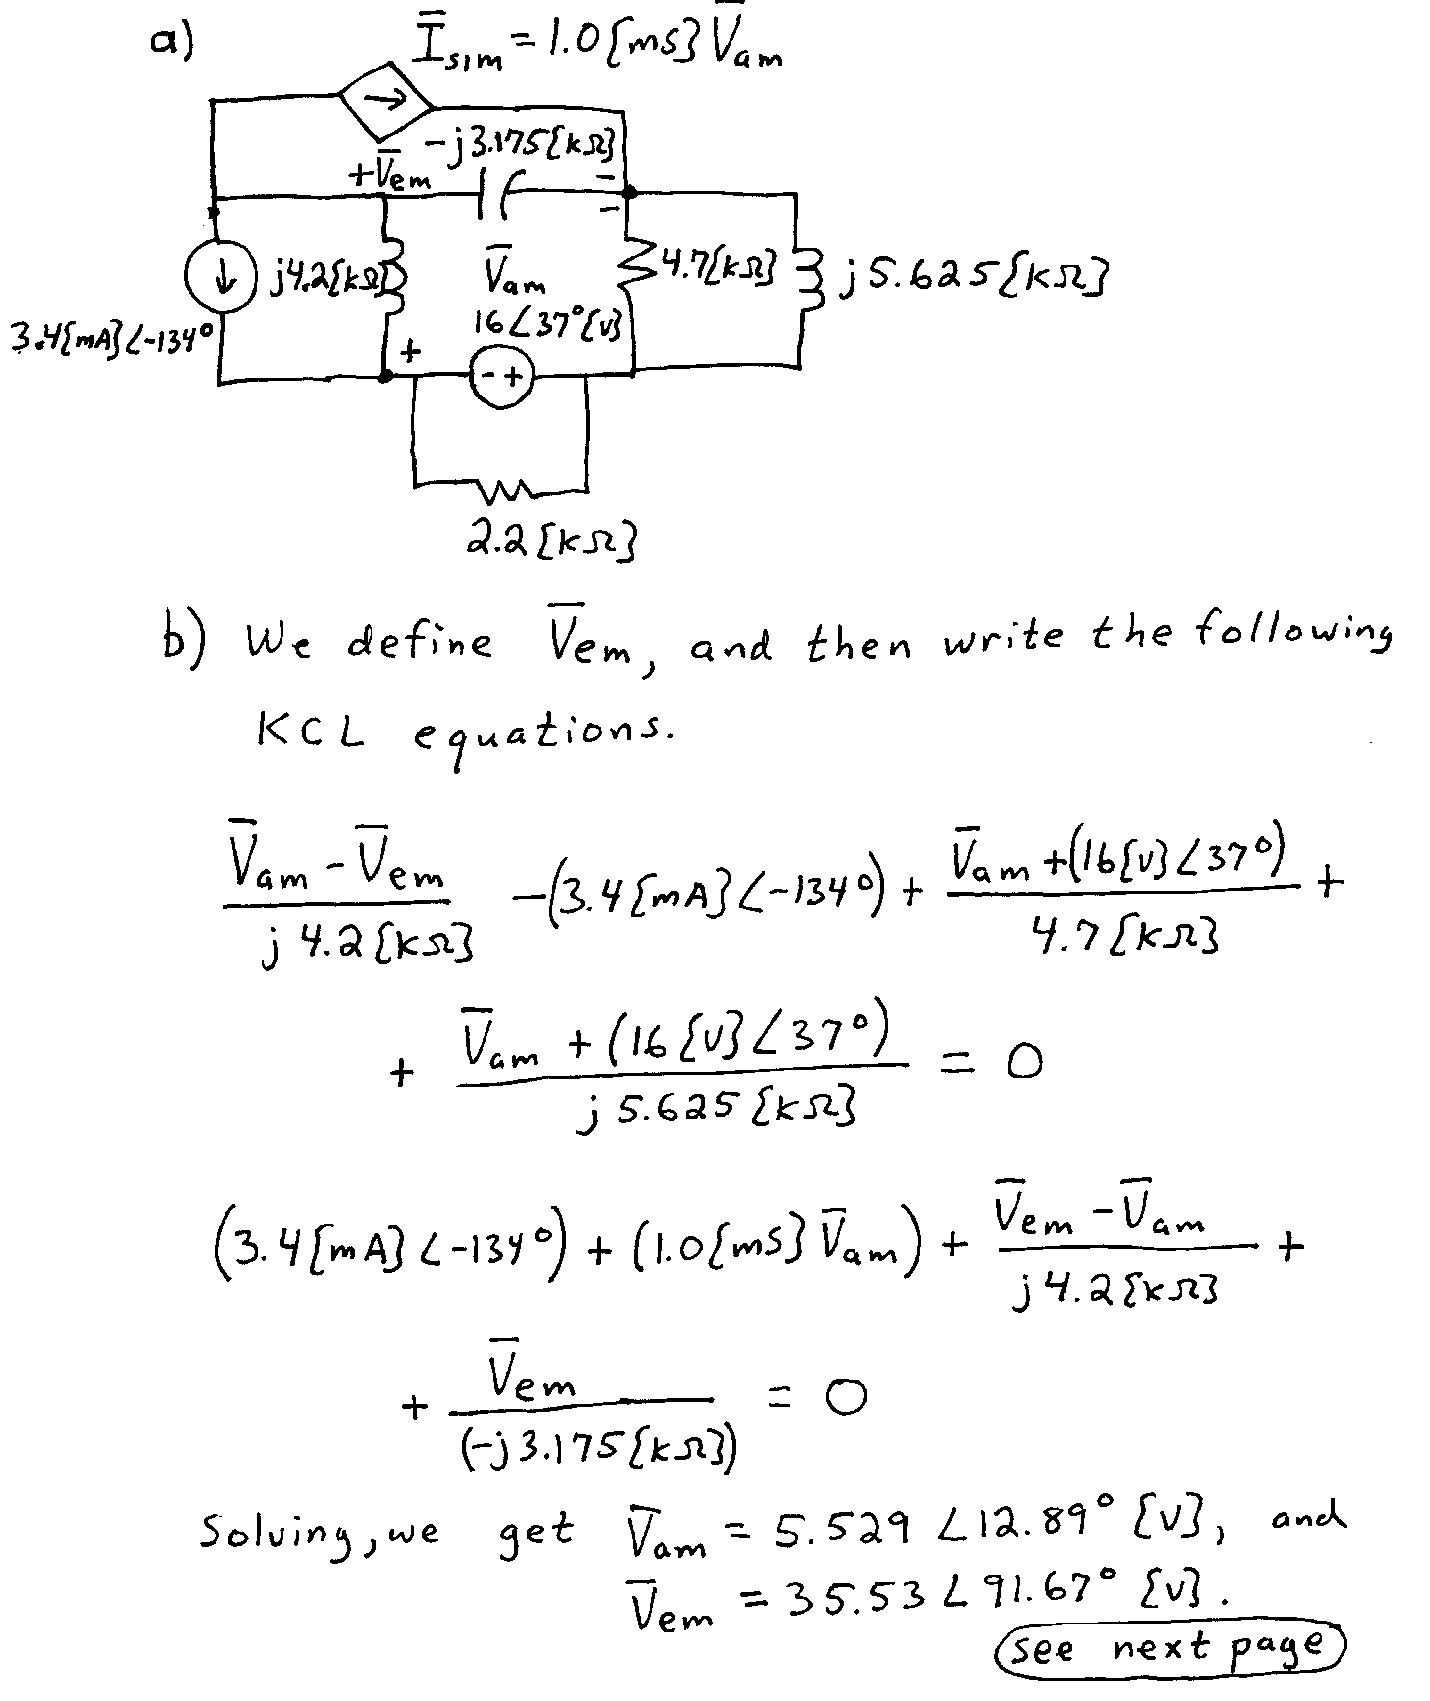 a) I̅sim = 1.0[mS] V̅am
-j3.175[kΩ]
+V̅em -
-
j4.2[kΩ] V̅am 4.7[kΩ] j5.625[kΩ]
3.4[mA]∠-134° 16∠37°[V]
+ - +
2.2[kΩ]
b) We define V̅em, and then write the following
KCL equations.
V̅am - V̅em
j4.2[kΩ]
-(3.4[mA]∠-134°) +
V̅am +(16[V]∠37°)
4.7[kΩ]
+
+ V̅am + (16[V]∠37°)
j5.625[kΩ]
= 0
(3.4[mA]∠-134°) + (1.0[mS] V̅am) +
V̅em - V̅am
j4.2[kΩ]
+
+ V̅em
(-j3.175[kΩ])
= 0
Solving, we get V̅am = 5.529∠12.89° [V], and
V̅em = 35.53∠91.67° [V].
see next page